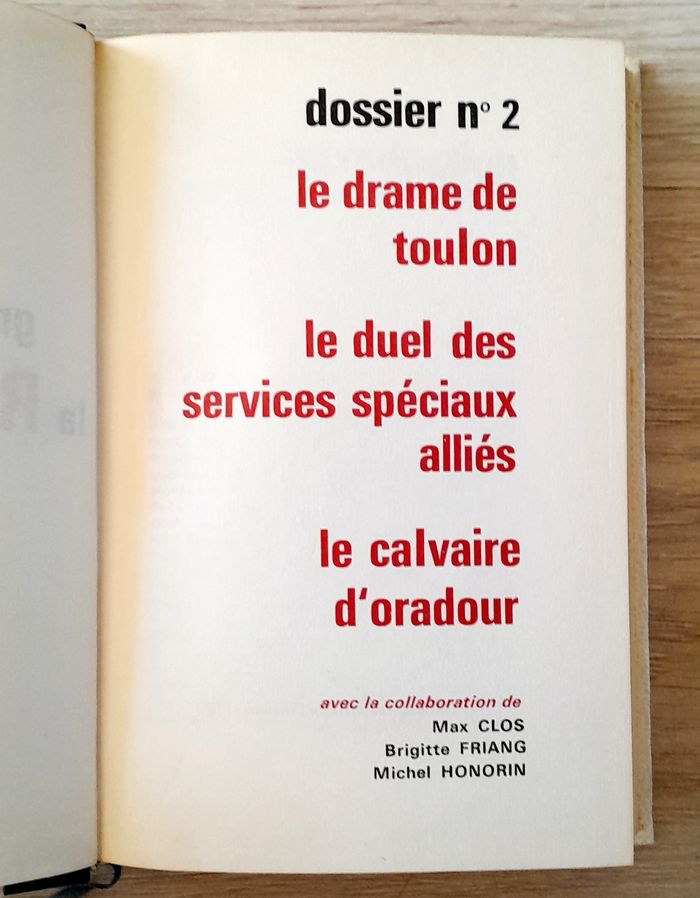 dossier n° 2
le drame de
toulon
le duel des
services spéciaux
alliés
le calvaire
d'oradour
avec la collaboration de
Max CLOS
Brigitte FRIANG
Michel HONORIN